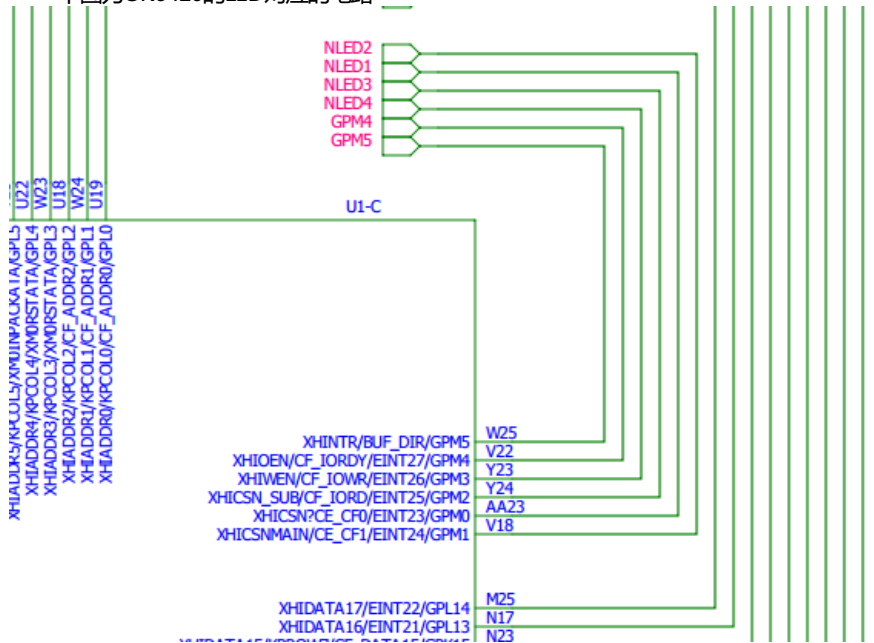 NLED2
NLED1
NLED3
NLED4
GPM4
GPM5
U1-C
U22
W23
U18
W24
U19
XHIADDR4/KPCOL4/XM0RSTATA/GPL4
XHIADDR3/KPCOL3/XM0RSTATA/GPL3
XHIADDR2/KPCOL2/CF_ADDR2/GPL2
XHIADDR1/KPCOL1/CF_ADDR1/GPL1
XHIADDR0/KPCOL0/CF_ADDR0/GPL0
XHINTR/BUF_DIR/GPM5 W25
XHIOEN/CF_IORDY/EINT27/GPM4 V22
XHIWEN/CF_IOWR/EINT26/GPM3 Y23
XHICSN_SUB/CF_IORD/EINT25/GPM2 Y24
XHICSN?CE_CF0/EINT23/GPM0 AA23
XHICSNMAIN/CE_CF1/EINT24/GPM1 V18
XHIDATA17/EINT22/GPL14 M25
XHIDATA16/EINT21/GPL13 N17
N23